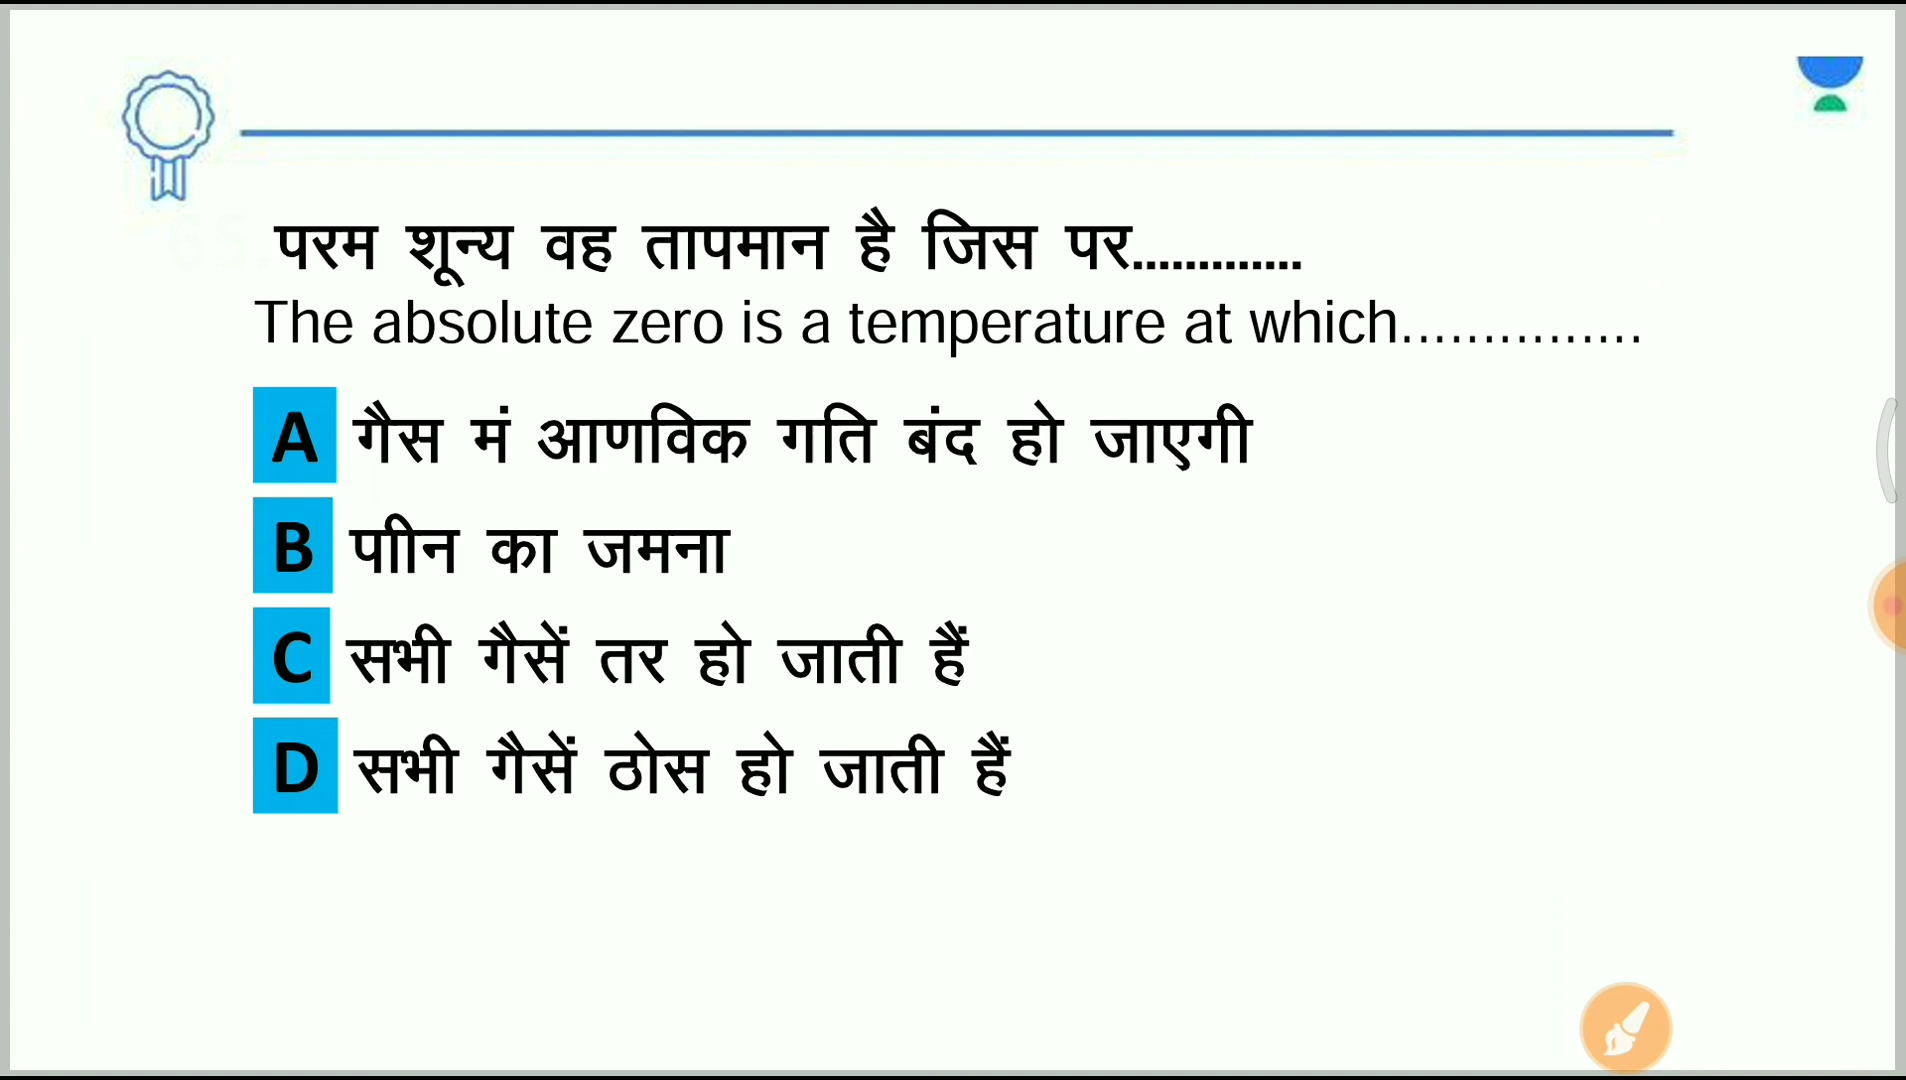 परम शून्य वह तापमान है जिस पर.............
The absolute zero is a temperature at which...............
A गैस मं आणविक गति बंद हो जाएगी
B पाीन का जमना
C सभी गैसें तर हो जाती हैं
D सभी गैसें ठोस हो जाती हैं